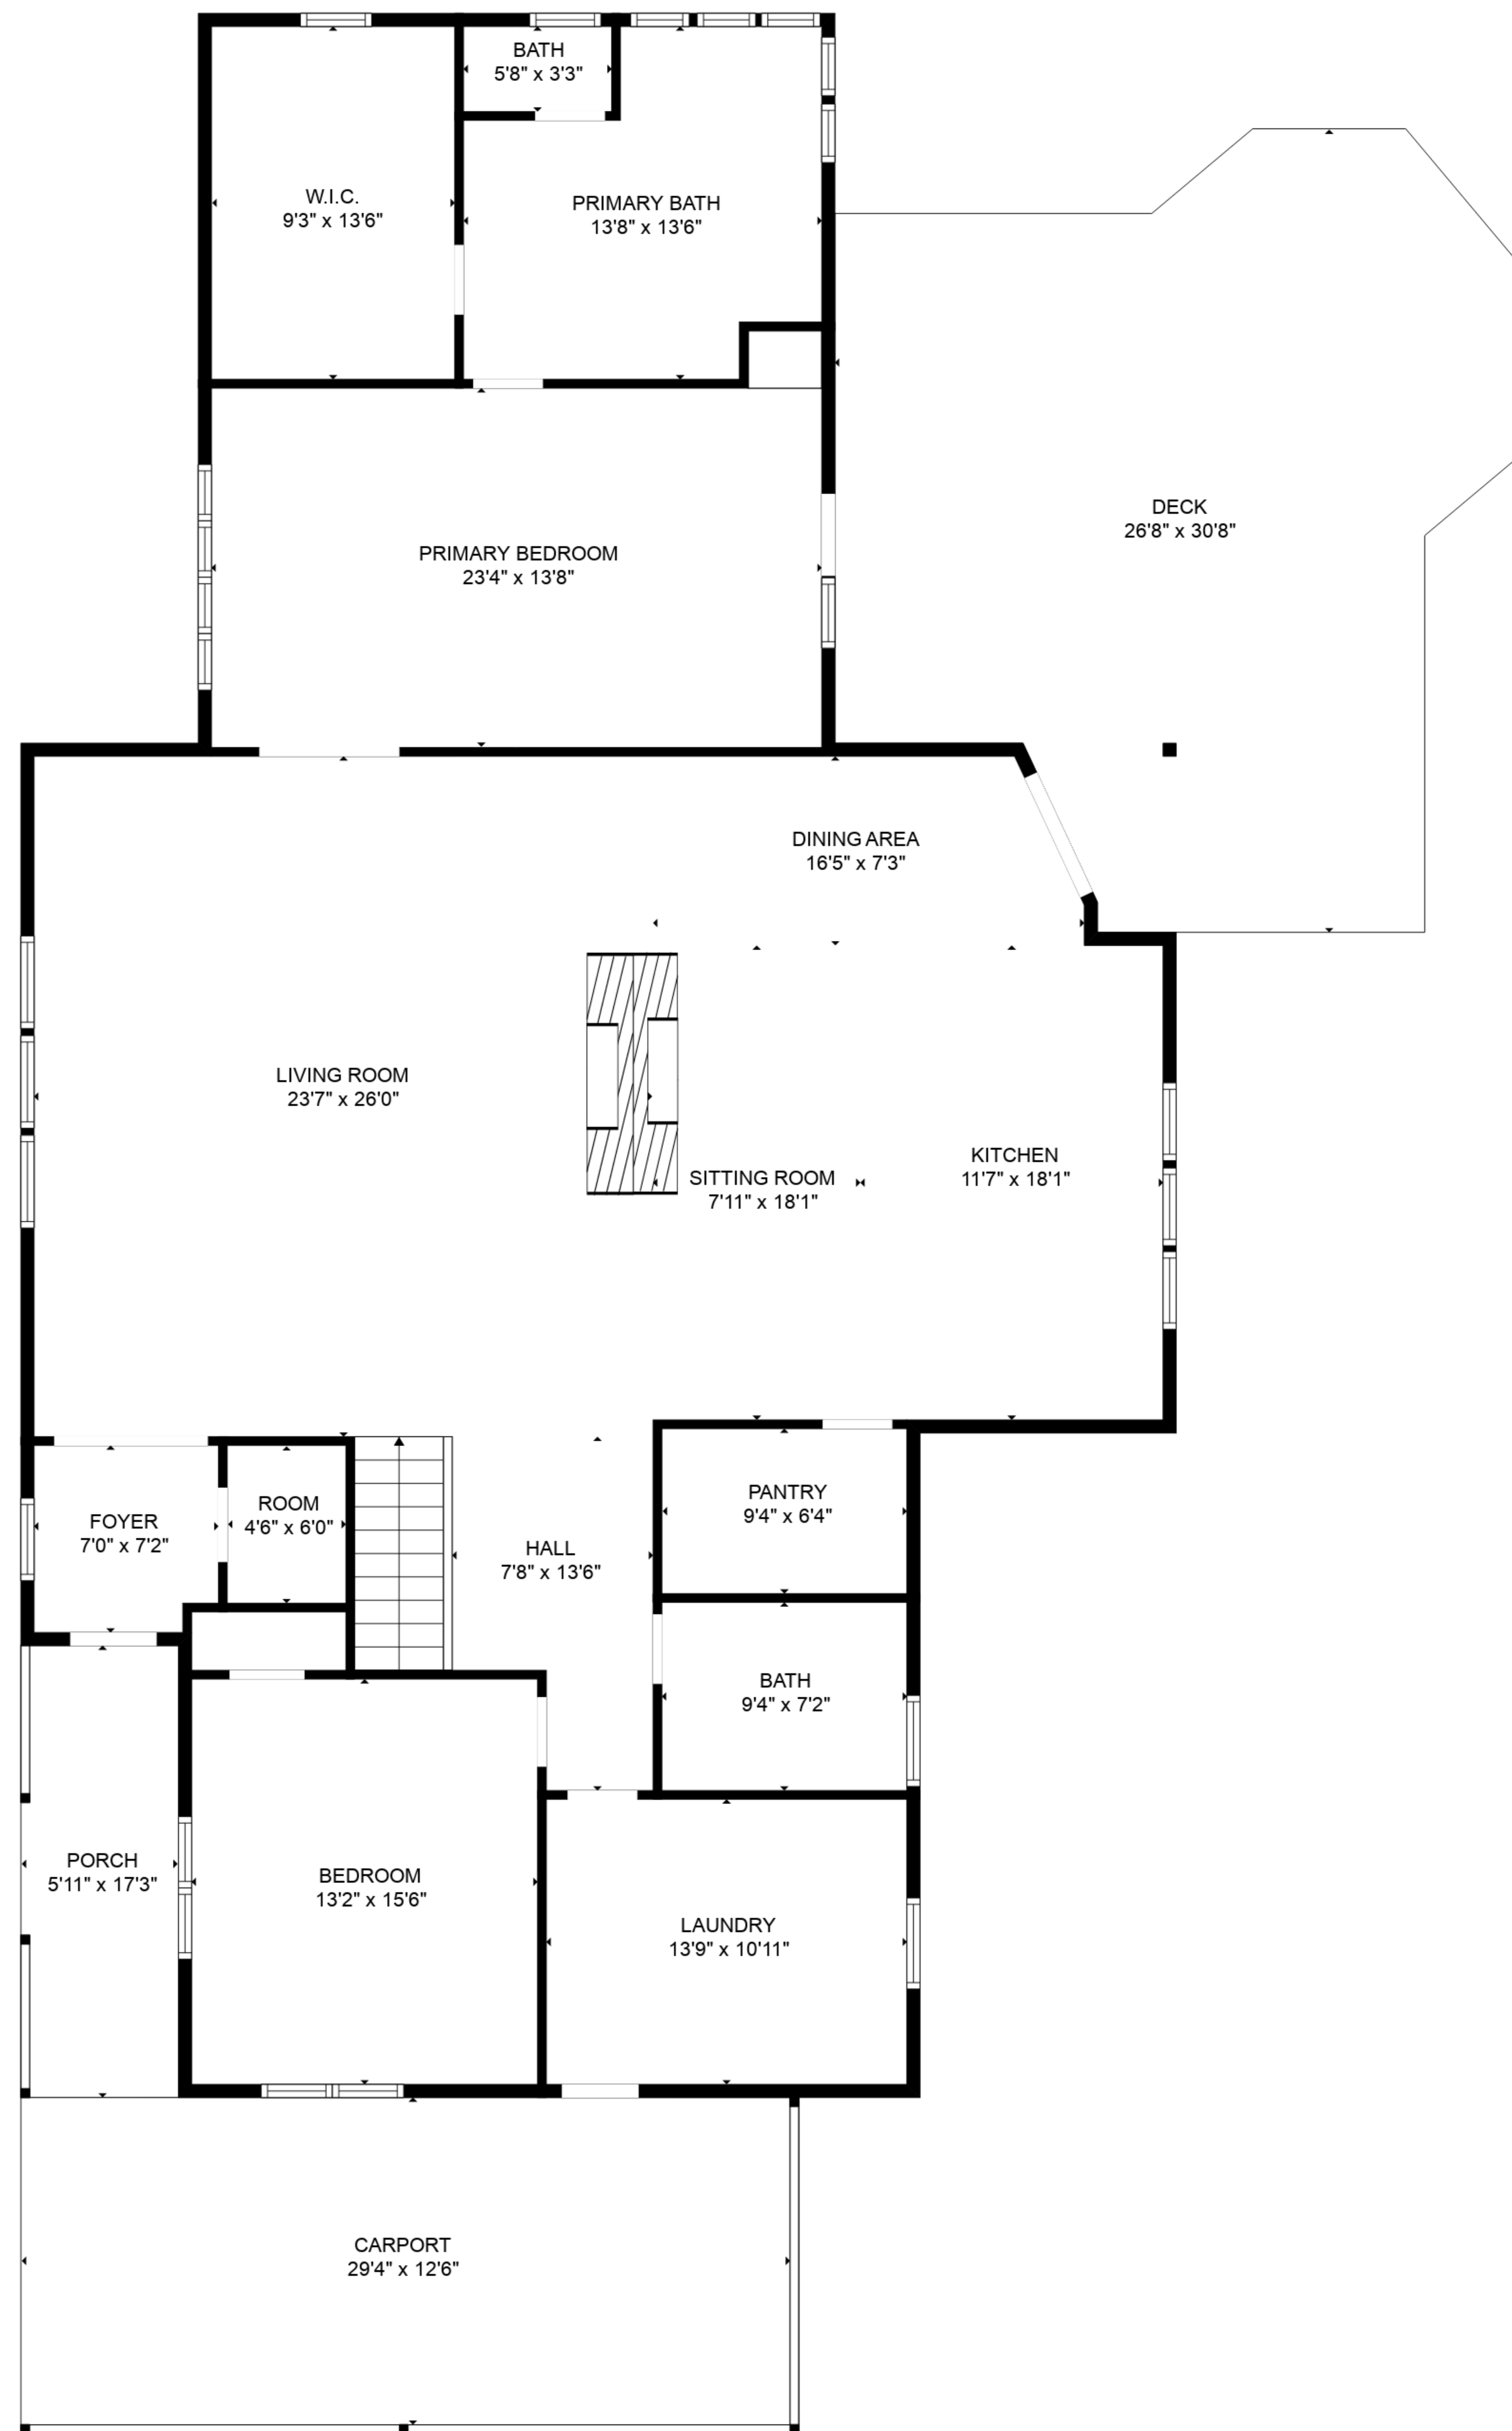 BATH
5'8" x 3'3"
W.I.C.
9'3" x 13'6"
PRIMARY BATH
13'8" x 13'6"
DECK
26'8" x 30'8"
PRIMARY BEDROOM
23'4" x 13'8"
DINING AREA
16'5" x 7'3"
LIVING ROOM
23'7" x 26'0"
KITCHEN
11'7" x 18'1"
SITTING ROOM
7'11" x 18'1"
PANTRY
9'4" x 6'4"
ROOM
4'6" x 6'0"
FOYER
7'0" x 7'2"
HALL
7'8" x 13'6"
BATH
9'4" x 7'2"
PORCH
5'11" x 17'3"
BEDROOM
13'2" x 15'6"
LAUNDRY
13'9" x 10'11"
CARPORT
29'4" x 12'6"